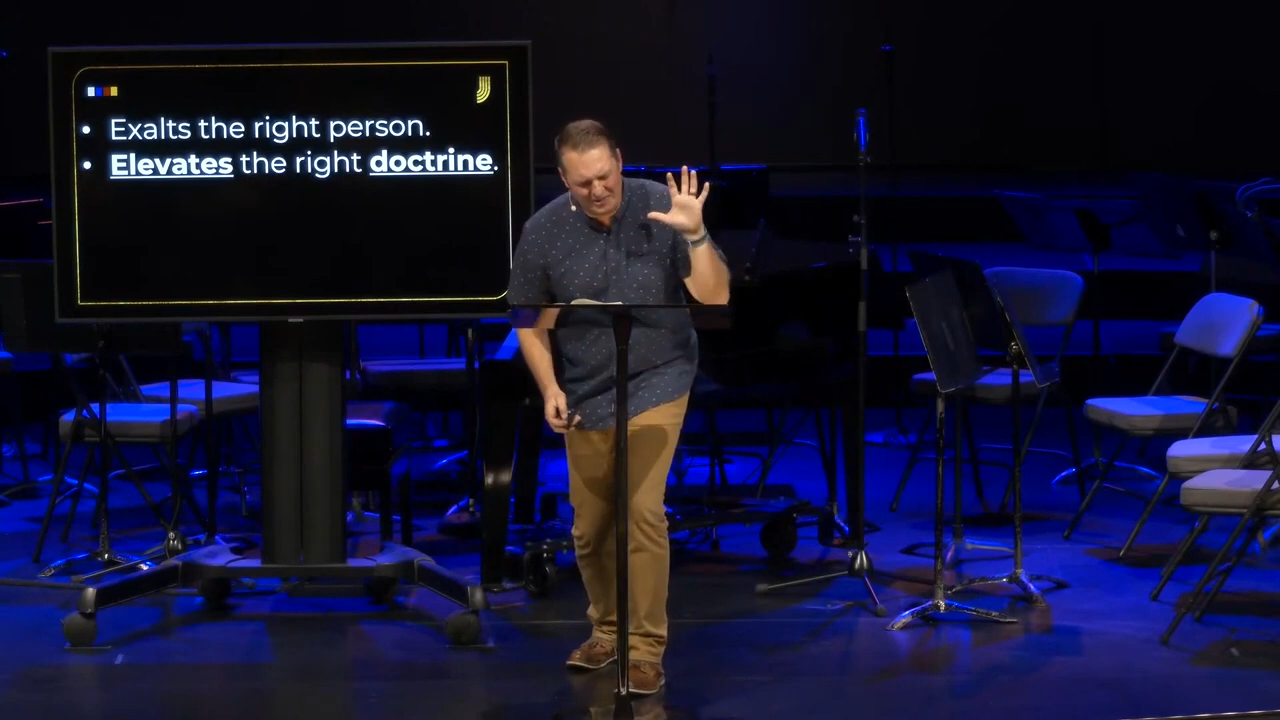 • Exalts the right person.
• Elevates the right doctrine.